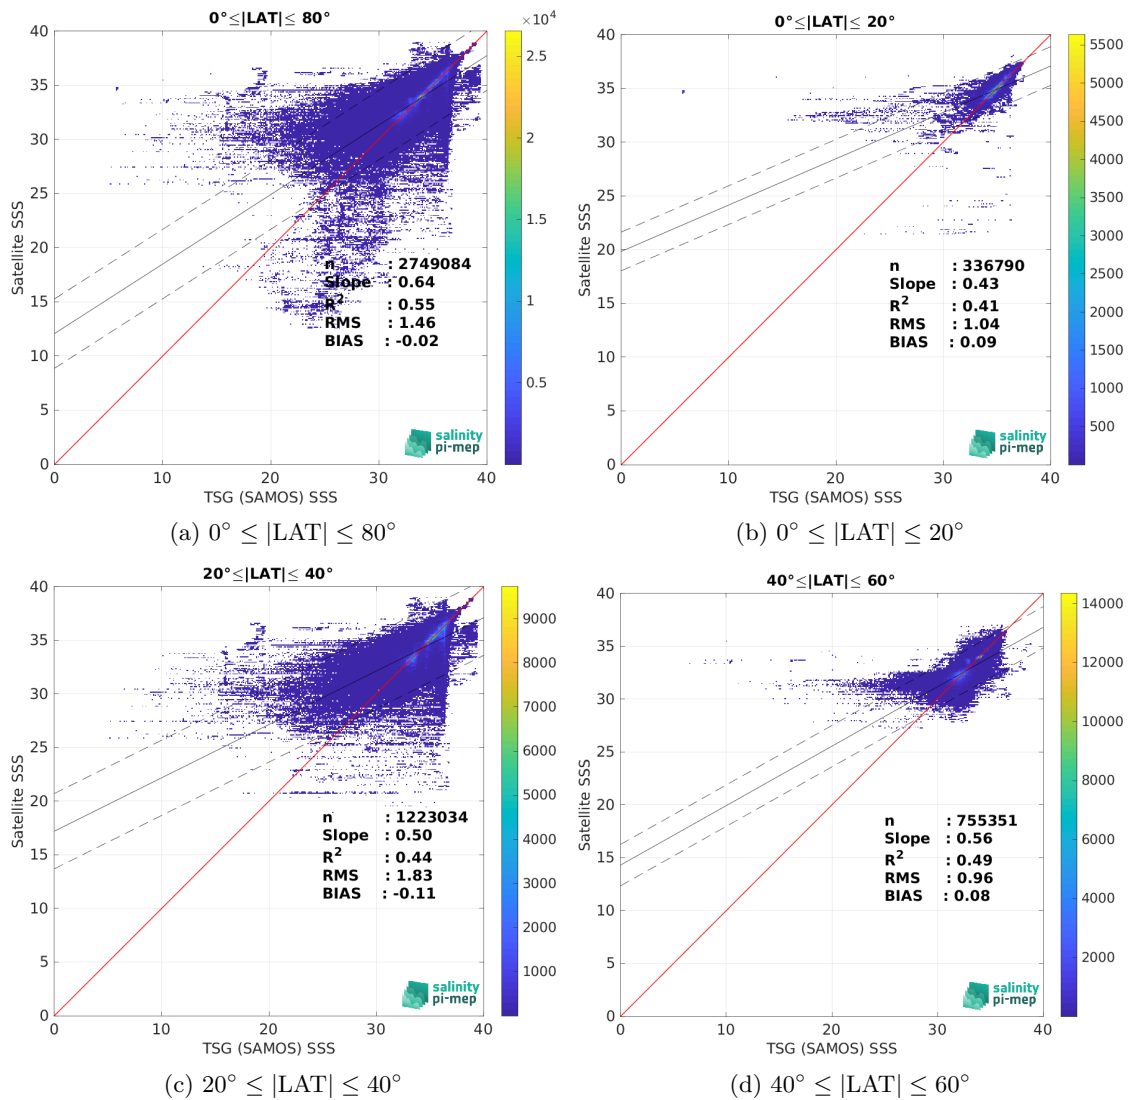 0°≤|LAT|≤ 80°
×10⁴
Satellite SSS
40
35
30
25
20
15
10
5
0
0
10
20
30
40
TSG (SAMOS) SSS
2.5
2
1.5
1
0.5
n : 2749084
Slope : 0.64
R² : 0.55
RMS : 1.46
BIAS : -0.02
salinity
pi-mep
(a) 0° ≤ |LAT| ≤ 80°
0°≤|LAT|≤ 20°
Satellite SSS
40
35
30
25
20
15
10
5
0
0
10
20
30
40
TSG (SAMOS) SSS
5500
5000
4500
4000
3500
3000
2500
2000
1500
1000
500
n : 336790
Slope : 0.43
R² : 0.41
RMS : 1.04
BIAS : 0.09
salinity
pi-mep
(b) 0° ≤ |LAT| ≤ 20°
20°≤|LAT|≤ 40°
Satellite SSS
40
35
30
25
20
15
10
5
0
0
10
20
30
40
TSG (SAMOS) SSS
9000
8000
7000
6000
5000
4000
3000
2000
1000
n : 1223034
Slope : 0.50
R² : 0.44
RMS : 1.83
BIAS : -0.11
salinity
pi-mep
(c) 20° ≤ |LAT| ≤ 40°
40°≤|LAT|≤ 60°
Satellite SSS
40
35
30
25
20
15
10
5
0
0
10
20
30
40
TSG (SAMOS) SSS
14000
12000
10000
8000
6000
4000
2000
n : 755351
Slope : 0.56
R² : 0.49
RMS : 0.96
BIAS : 0.08
salinity
pi-mep
(d) 40° ≤ |LAT| ≤ 60°